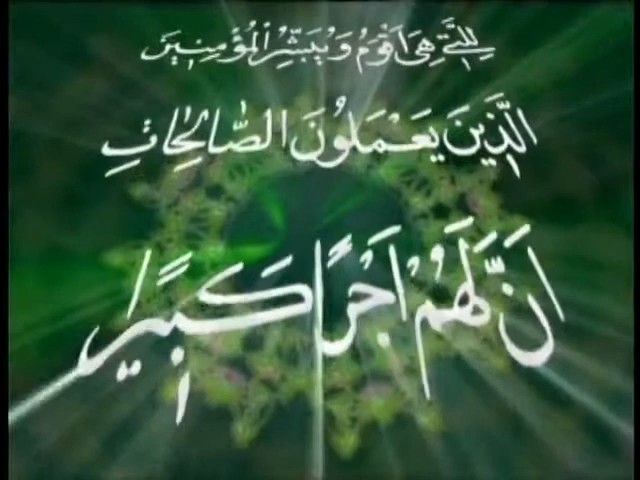 لِلَّتِي هِيَ أَقْوَمُ وَيُبَشِّرُ الْمُؤْمِنِينَ
الَّذِينَ يَعْمَلُونَ الصَّالِحَاتِ
اَنَّ لَهُمْ اَجْرًا كَبِيرًا